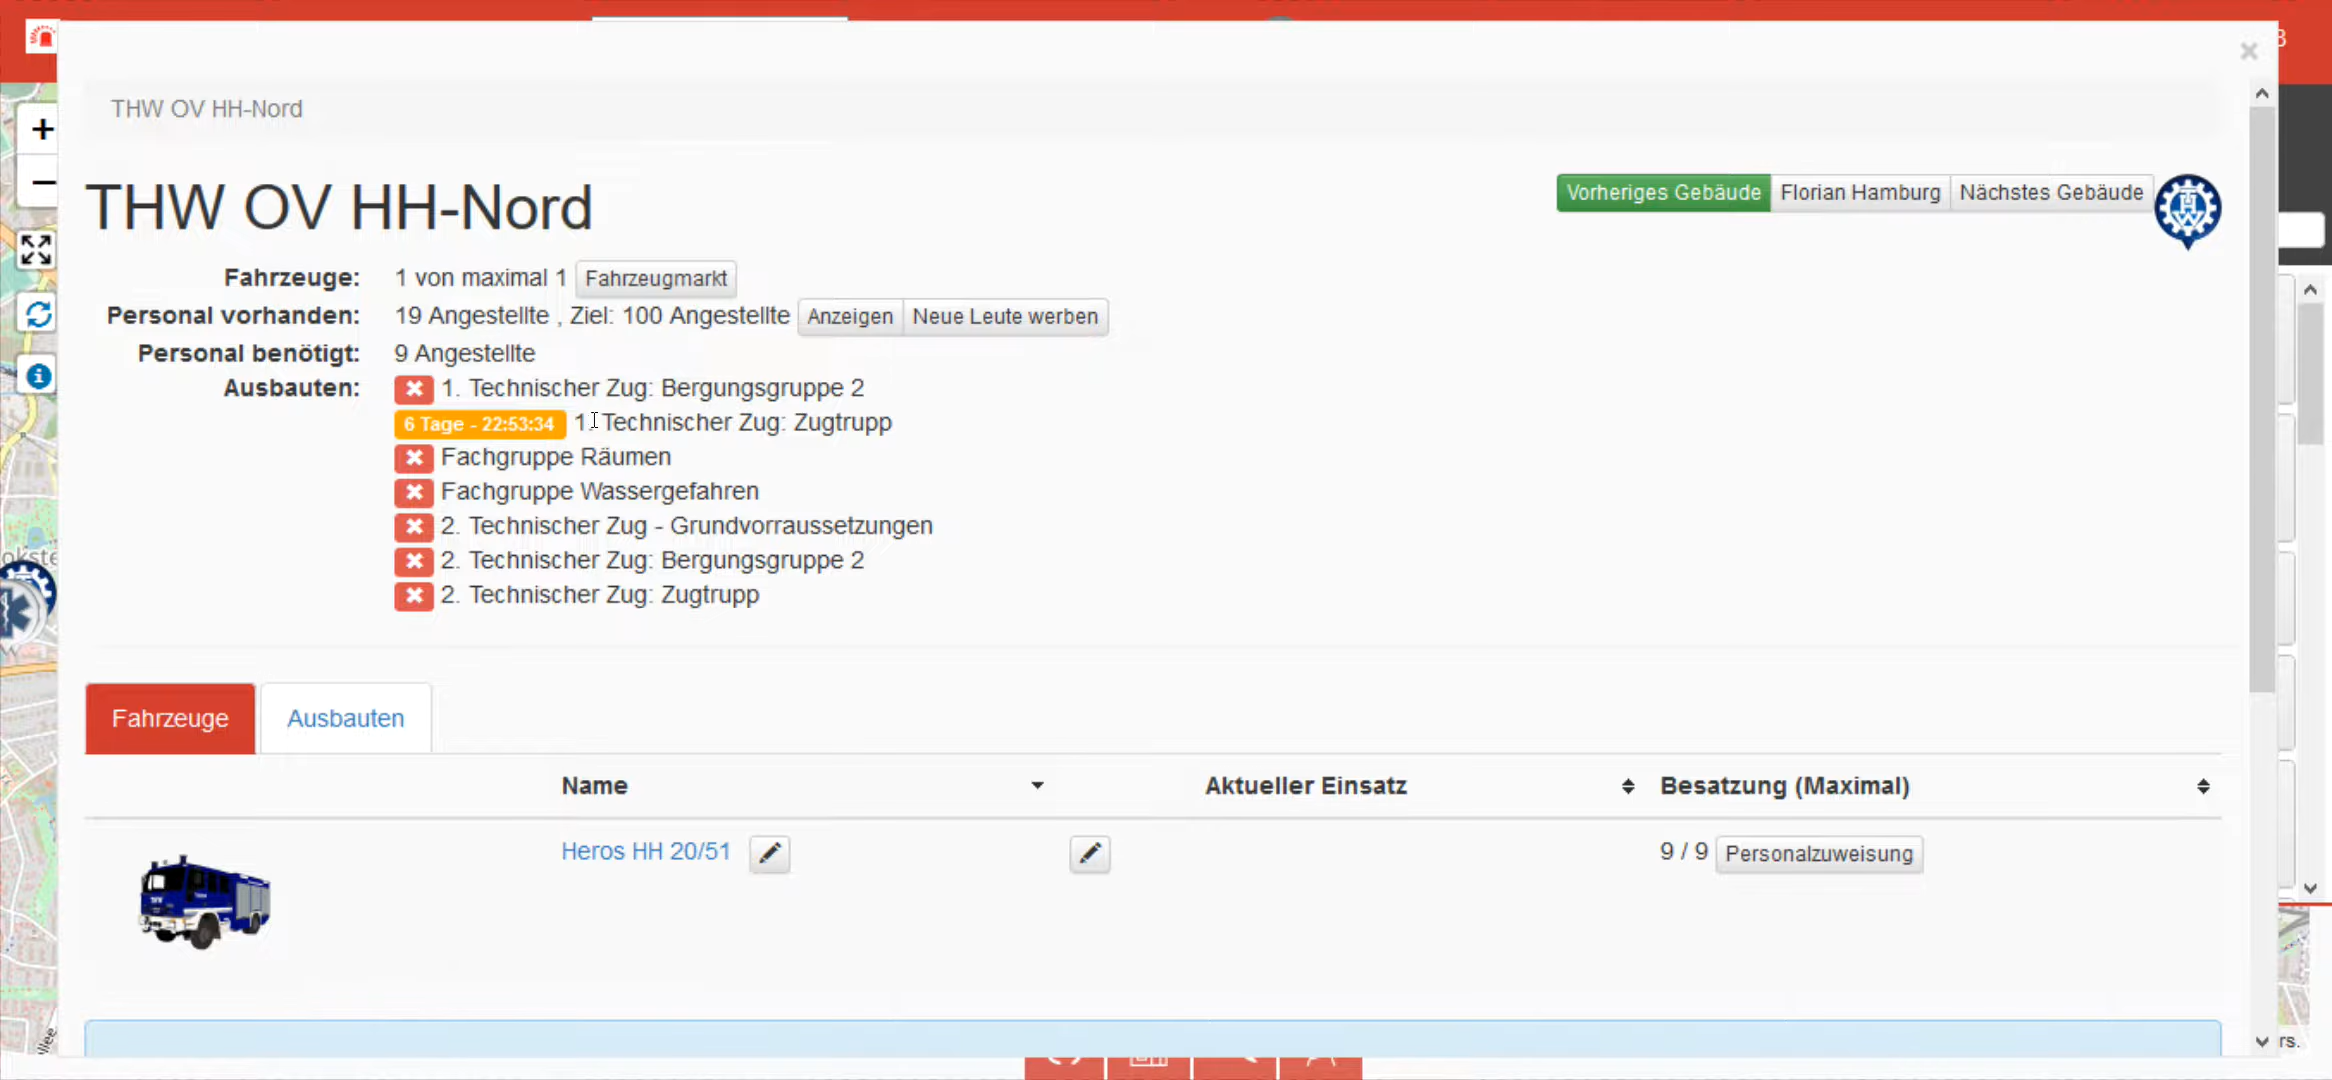 THW OV HH-Nord
THW OV HH-Nord
Vorheriges Gebäude Florian Hamburg Nächstes Gebäude
Fahrzeuge: 1 von maximal 1 Fahrzeugmarkt
Personal vorhanden: 19 Angestellte , Ziel: 100 Angestellte Anzeigen Neue Leute werben
Personal benötigt: 9 Angestellte
Ausbauten: 1. Technischer Zug: Bergungsgruppe 2
6 Tage - 22:53:34 1. Technischer Zug: Zugtrupp
Fachgruppe Räumen
Fachgruppe Wassergefahren
2. Technischer Zug - Grundvorraussetzungen
2. Technischer Zug: Bergungsgruppe 2
2. Technischer Zug: Zugtrupp
Fahrzeuge Ausbauten
Name Aktueller Einsatz Besatzung (Maximal)
Heros HH 20/51 9 / 9 Personalzuweisung